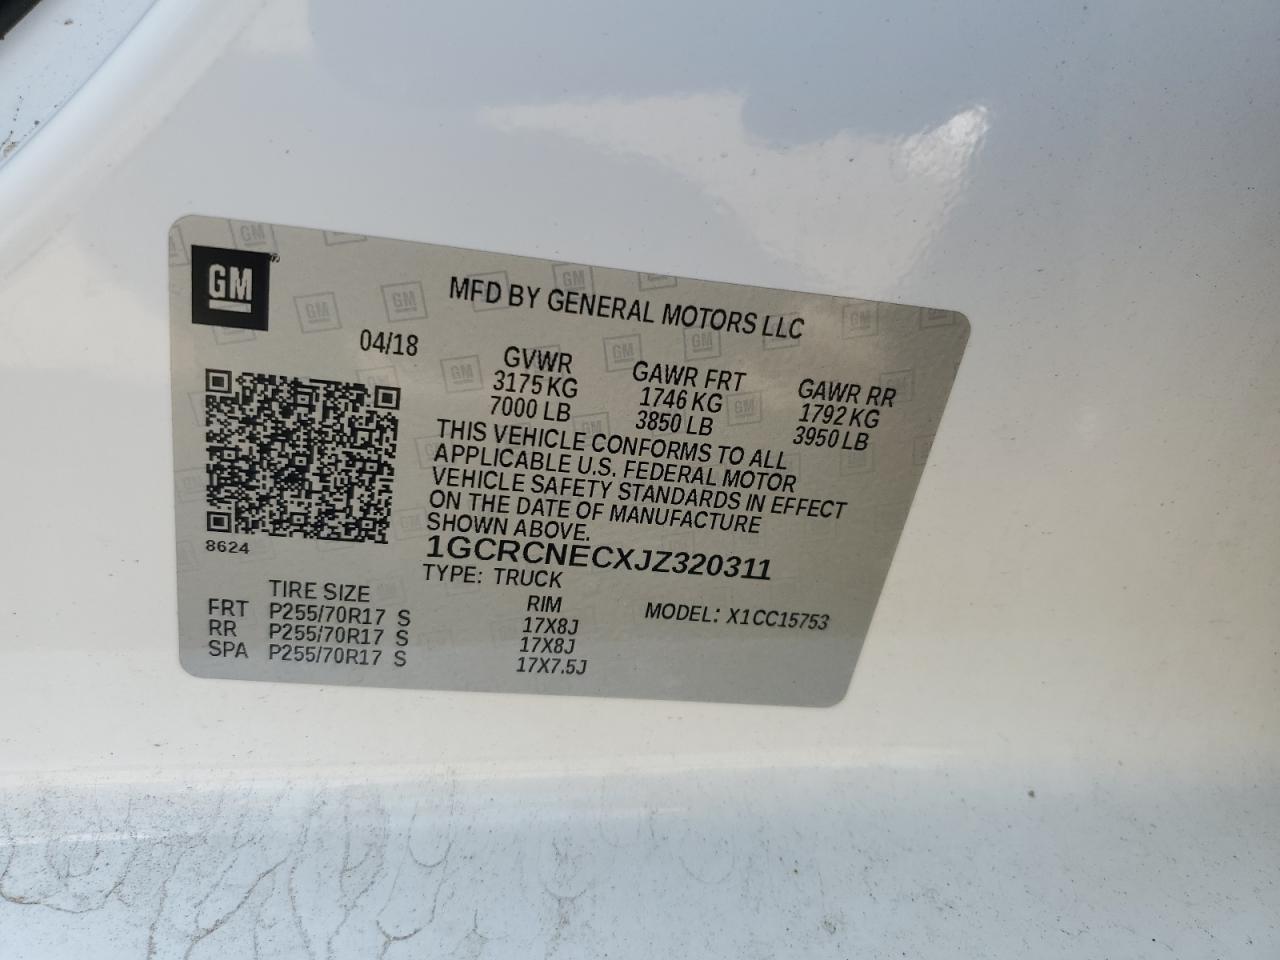 GM
MFD BY GENERAL MOTORS LLC
04/18
GVWR GAWR FRT GAWR RR
3175 KG 1746 KG 1792 KG
7000 LB 3850 LB 3950 LB
THIS VEHICLE CONFORMS TO ALL
APPLICABLE U.S. FEDERAL MOTOR
VEHICLE SAFETY STANDARDS IN EFFECT
ON THE DATE OF MANUFACTURE
SHOWN ABOVE.
8624
1GCRCNECXJZ320311
TYPE: TRUCK
TIRE SIZE RIM MODEL: X1CC15753
FRT P255/70R17 S 17X8J
RR P255/70R17 S 17X8J
SPA P255/70R17 S 17X7.5J